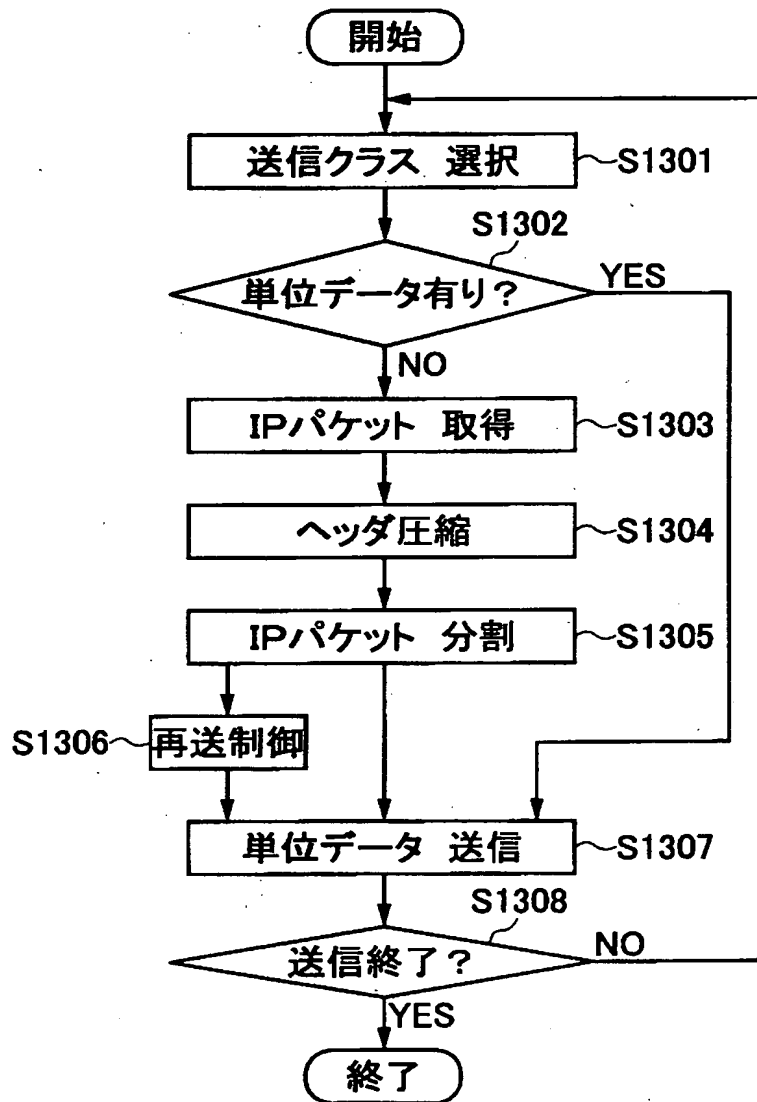 開始
送信クラス 選択
S1301
S1302
単位データ有り?
YES
NO
IPパケット 取得
S1303
ヘッダ圧縮
S1304
IPパケット 分割
S1305
S1306
再送制御
単位データ 送信
S1307
S1308
送信終了?
NO
YES
終了